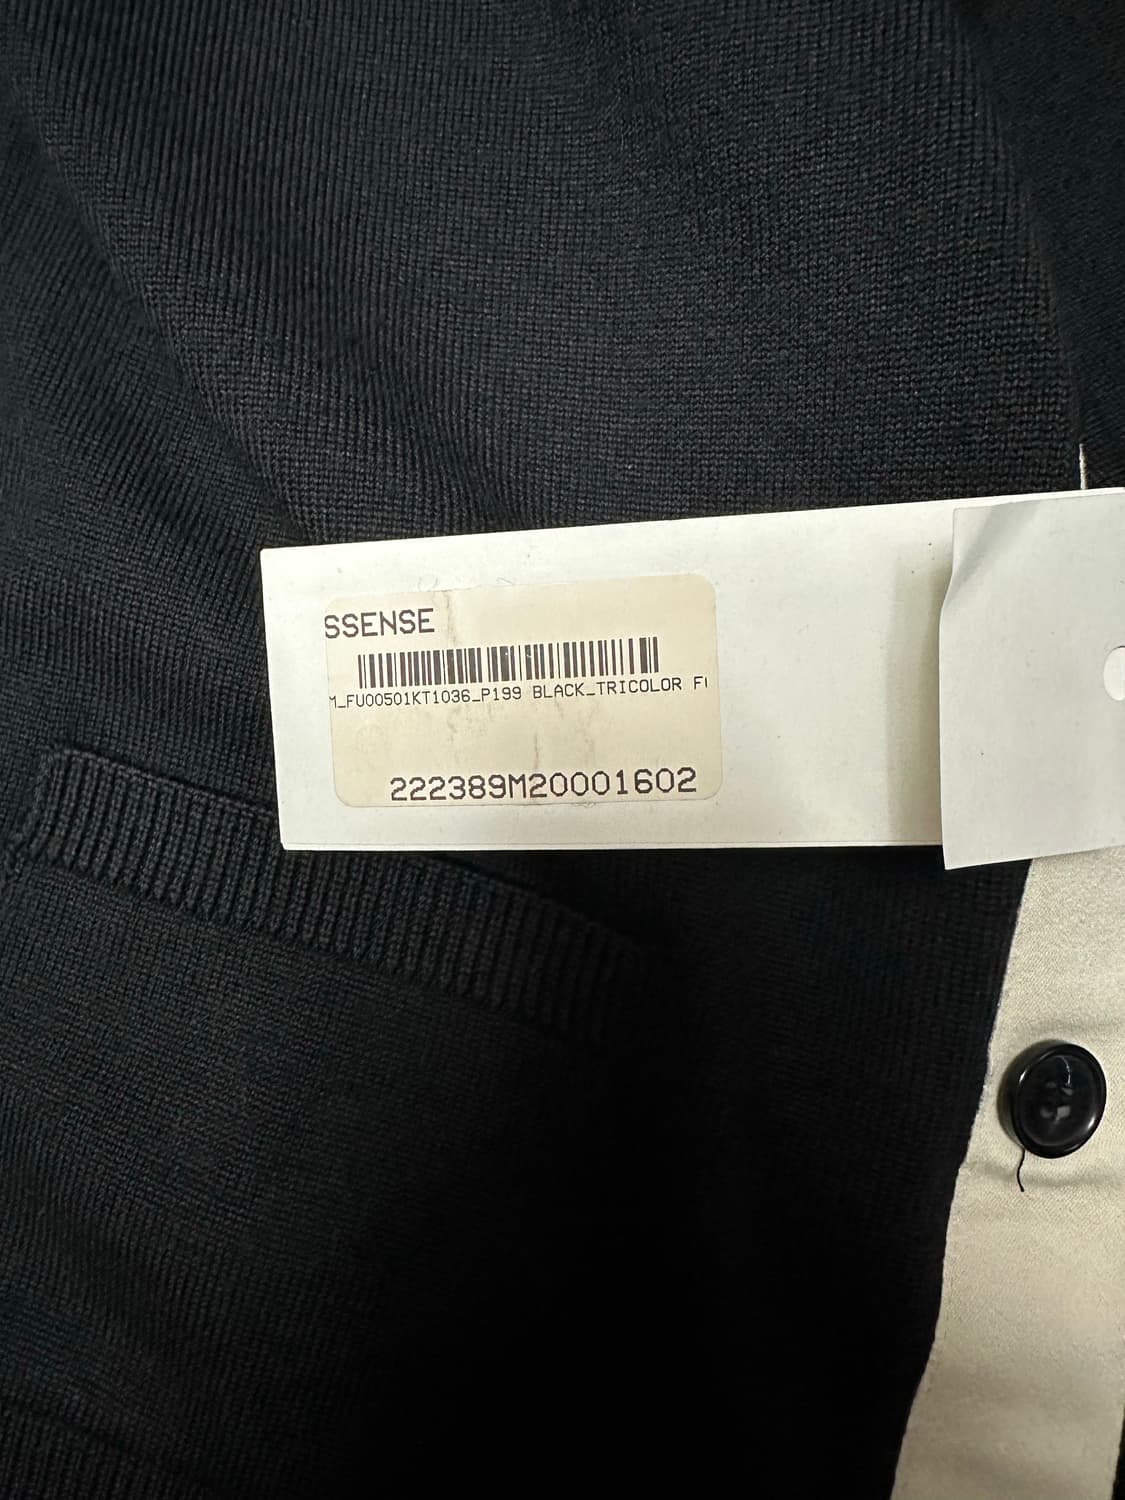 SSENSE
M_FU00501KT1036_P199 BLACK_TRICOLOR
222389M20001602